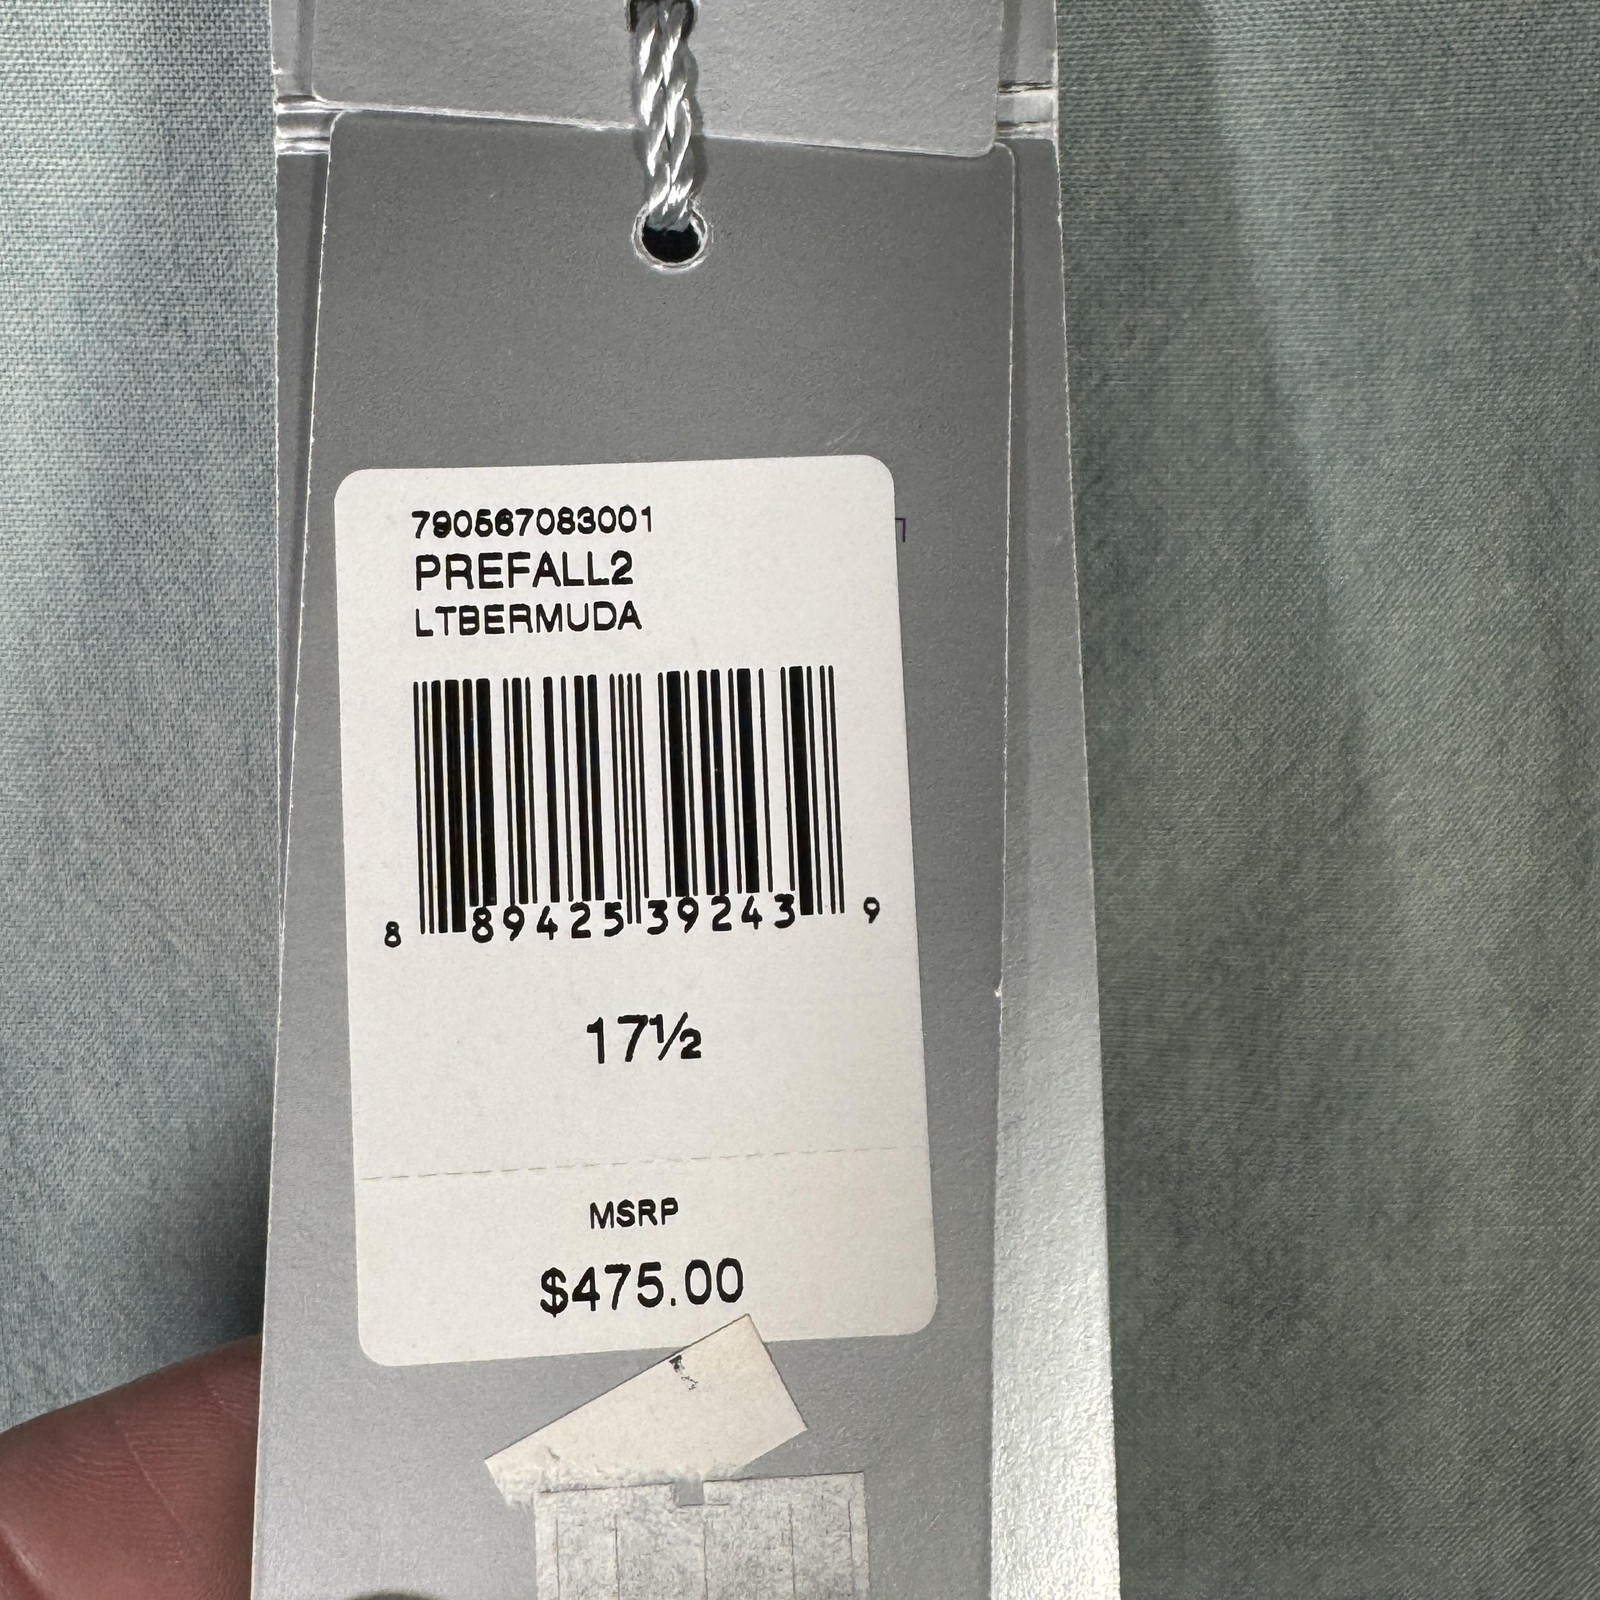 790567083001
PREFALL2
LTBERMUDA
8 89425 39243 9
17½
MSRP
$475.00